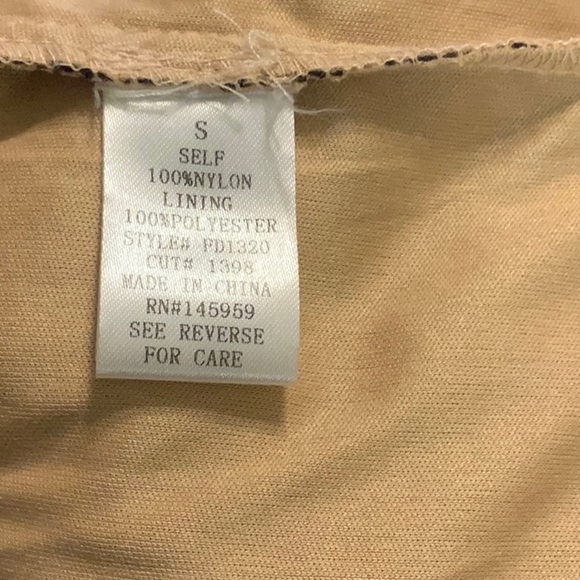 S
SELF
100%NYLON
LINING
100%POLYESTER
STYLE# FD1320
CUT# 1398
MADE IN CHINA
RN#145959
SEE REVERSE
FOR CARE